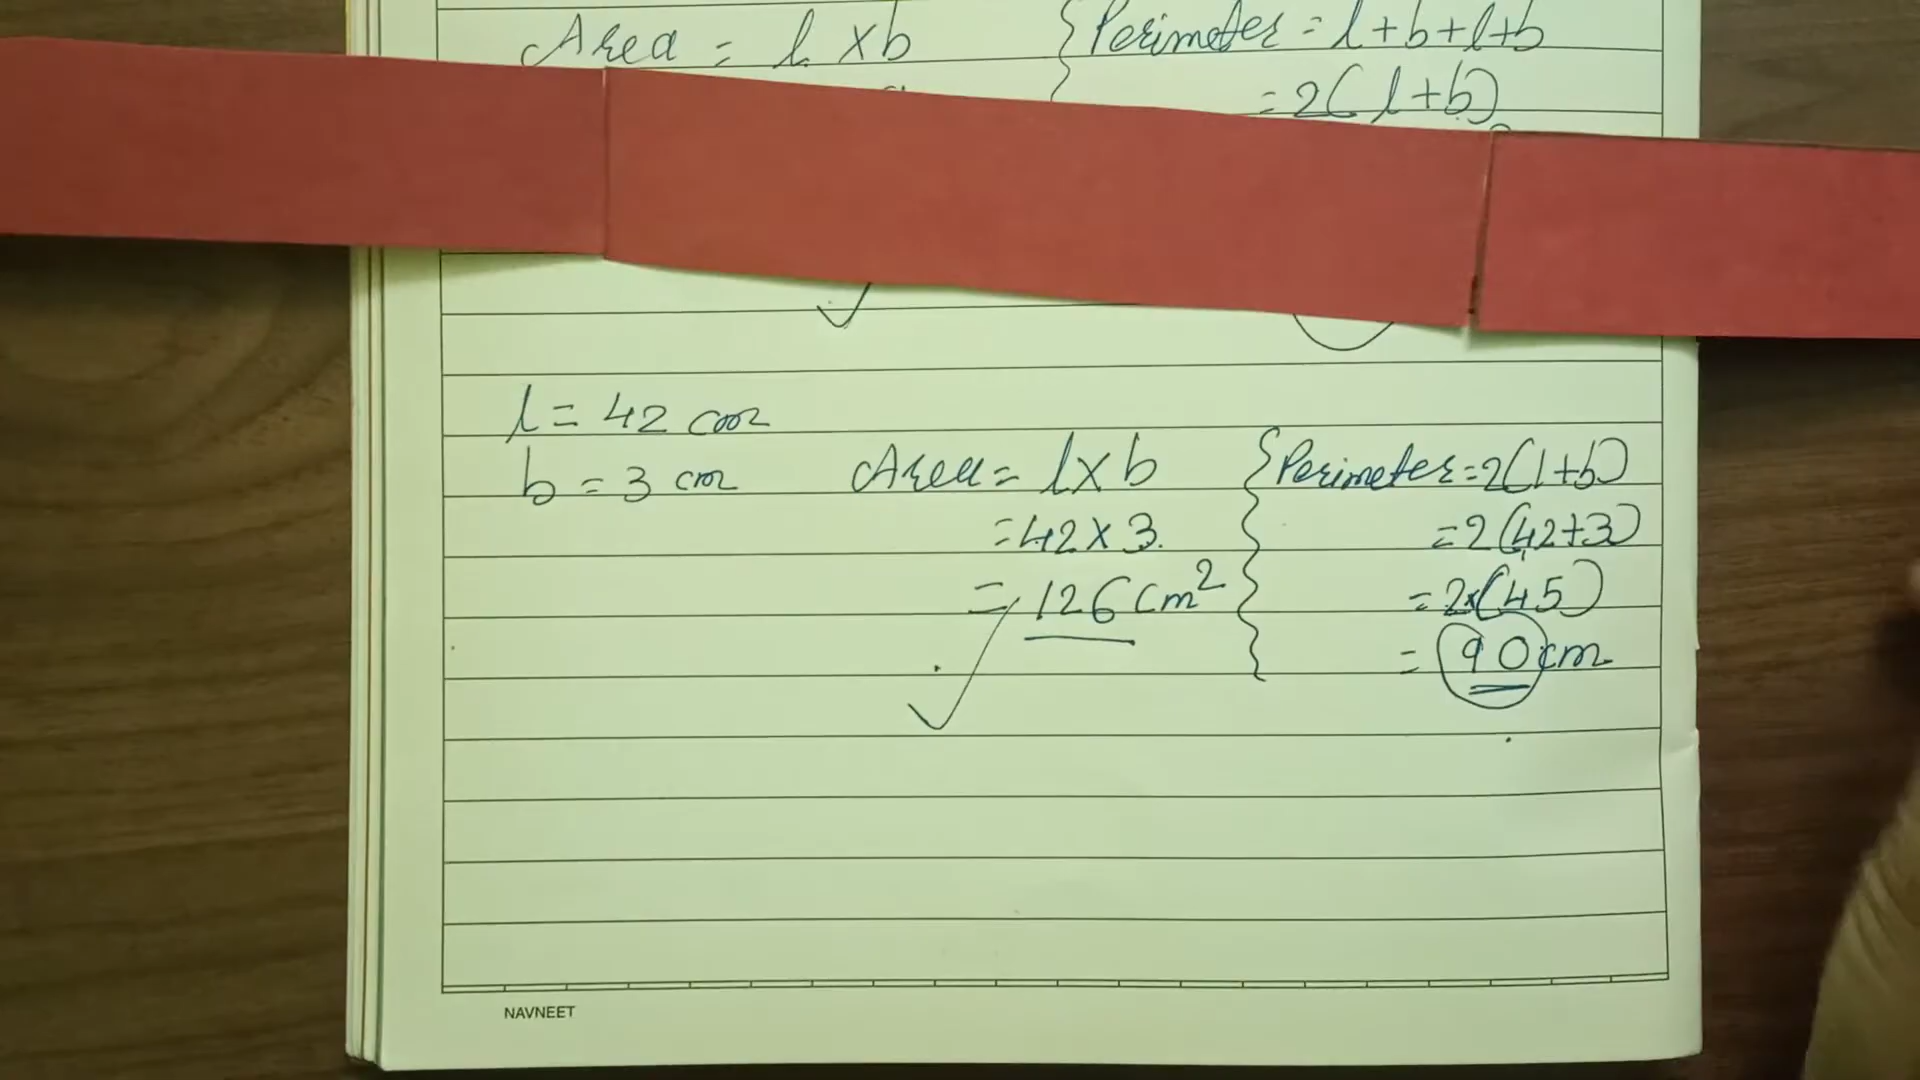 Area = l × b
Perimeter = l+b+l+b
= 2(l+b)
l = 42 cm
b = 3 cm
Area = l×b
= 42×3
= 126 cm²
Perimeter = 2(l+b)
= 2(42+3)
= 2×(45)
= 90 cm
NAVNEET